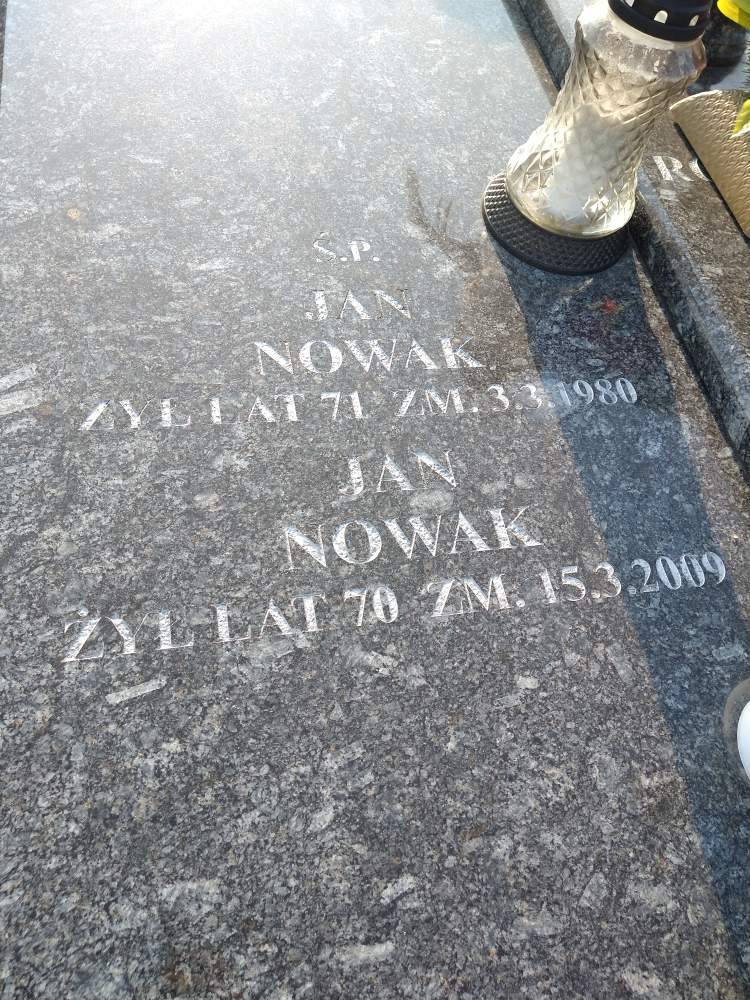 Ś.P.
JAN
NOWAK
ŻYŁ LAT 71 ZM. 3.3.1980
JAN
NOWAK
ŻYŁ LAT 70 ZM. 15.3.2009